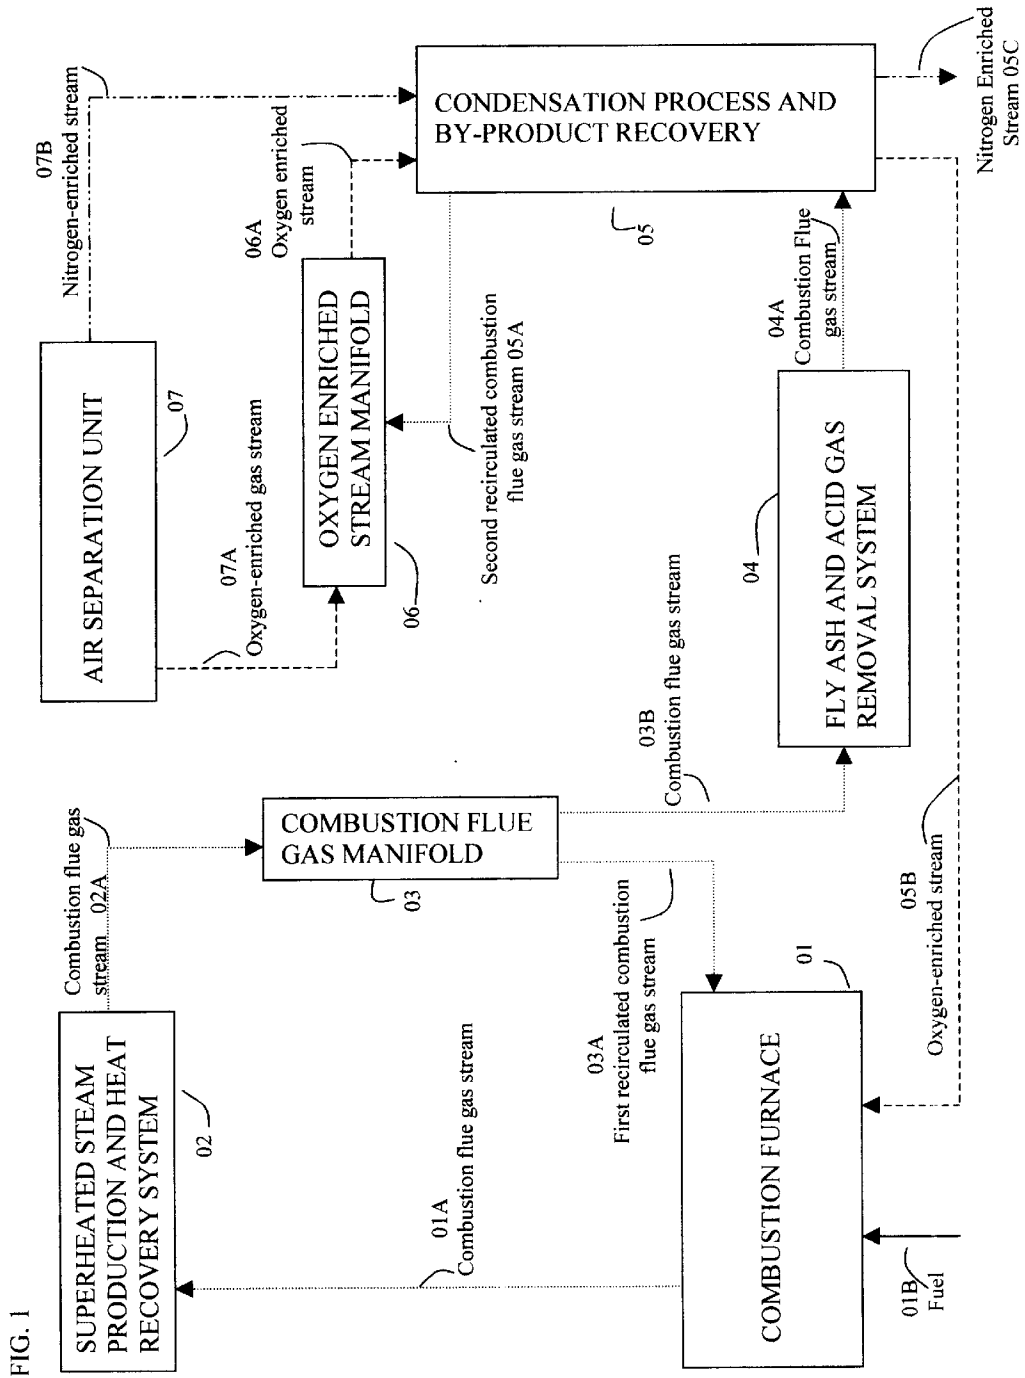 FIG. 1
SUPERHEATED STEAM
PRODUCTION AND HEAT
RECOVERY SYSTEM
02
Combustion flue gas
stream 02A
AIR SEPARATION UNIT
07
07B
Nitrogen-enriched stream
07A
Oxygen-enriched gas stream
06A
Oxygen enriched
stream
OXYGEN ENRICHED
STREAM MANIFOLD
06
COMBUSTION FLUE
GAS MANIFOLD
03
01A
Combustion flue gas stream
Second recirculated combustion
flue gas stream 05A
CONDENSATION PROCESS AND
BY-PRODUCT RECOVERY
05
03A
First recirculated combustion
flue gas stream
03B
Combustion flue gas stream
04A
Combustion Flue
gas stream
04
FLY ASH AND ACID GAS
REMOVAL SYSTEM
COMBUSTION FURNACE
01
01B
Fuel
05B
Oxygen-enriched stream
Nitrogen Enriched
Stream 05C